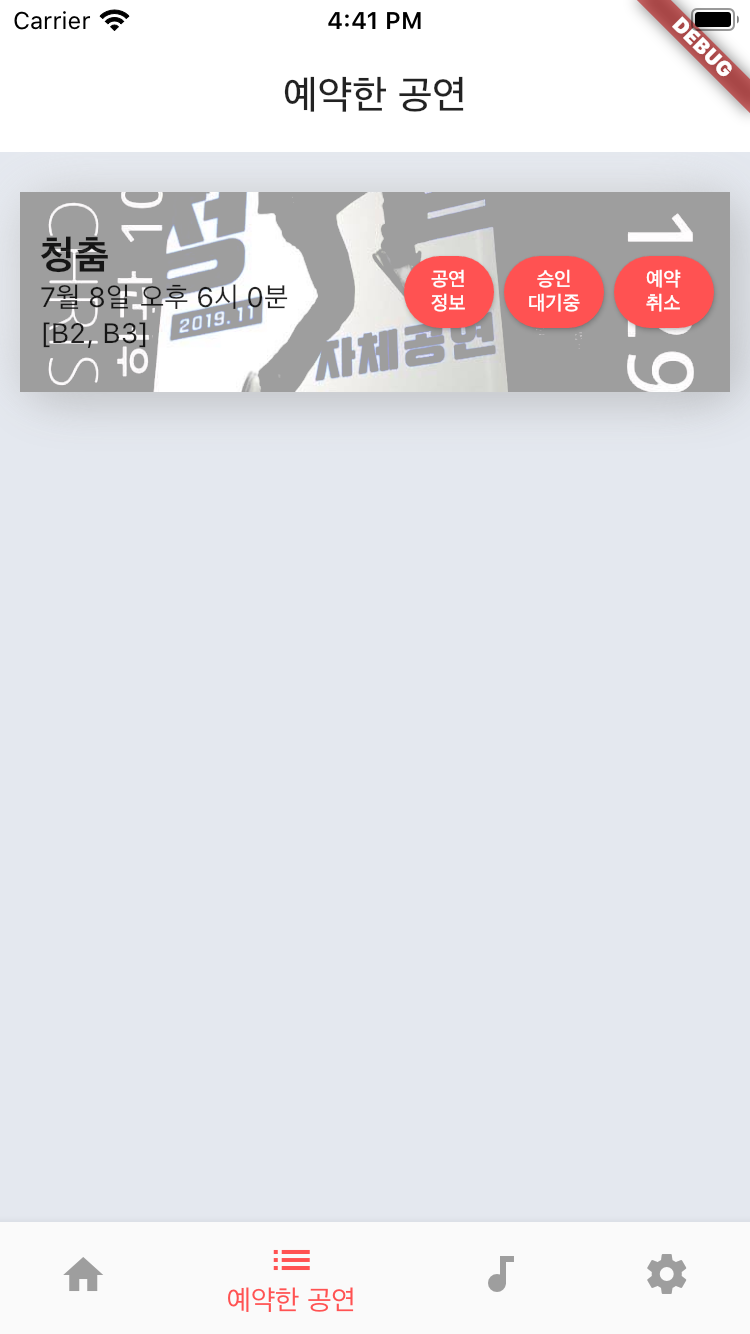 Carrier
4:41 PM
DEBUG
예약한 공연
청춤
7월 8일 오후 6시 0분
[B2, B3]
공연
정보
승인
대기중
예약
취소
2019.11
자체공연
예약한 공연